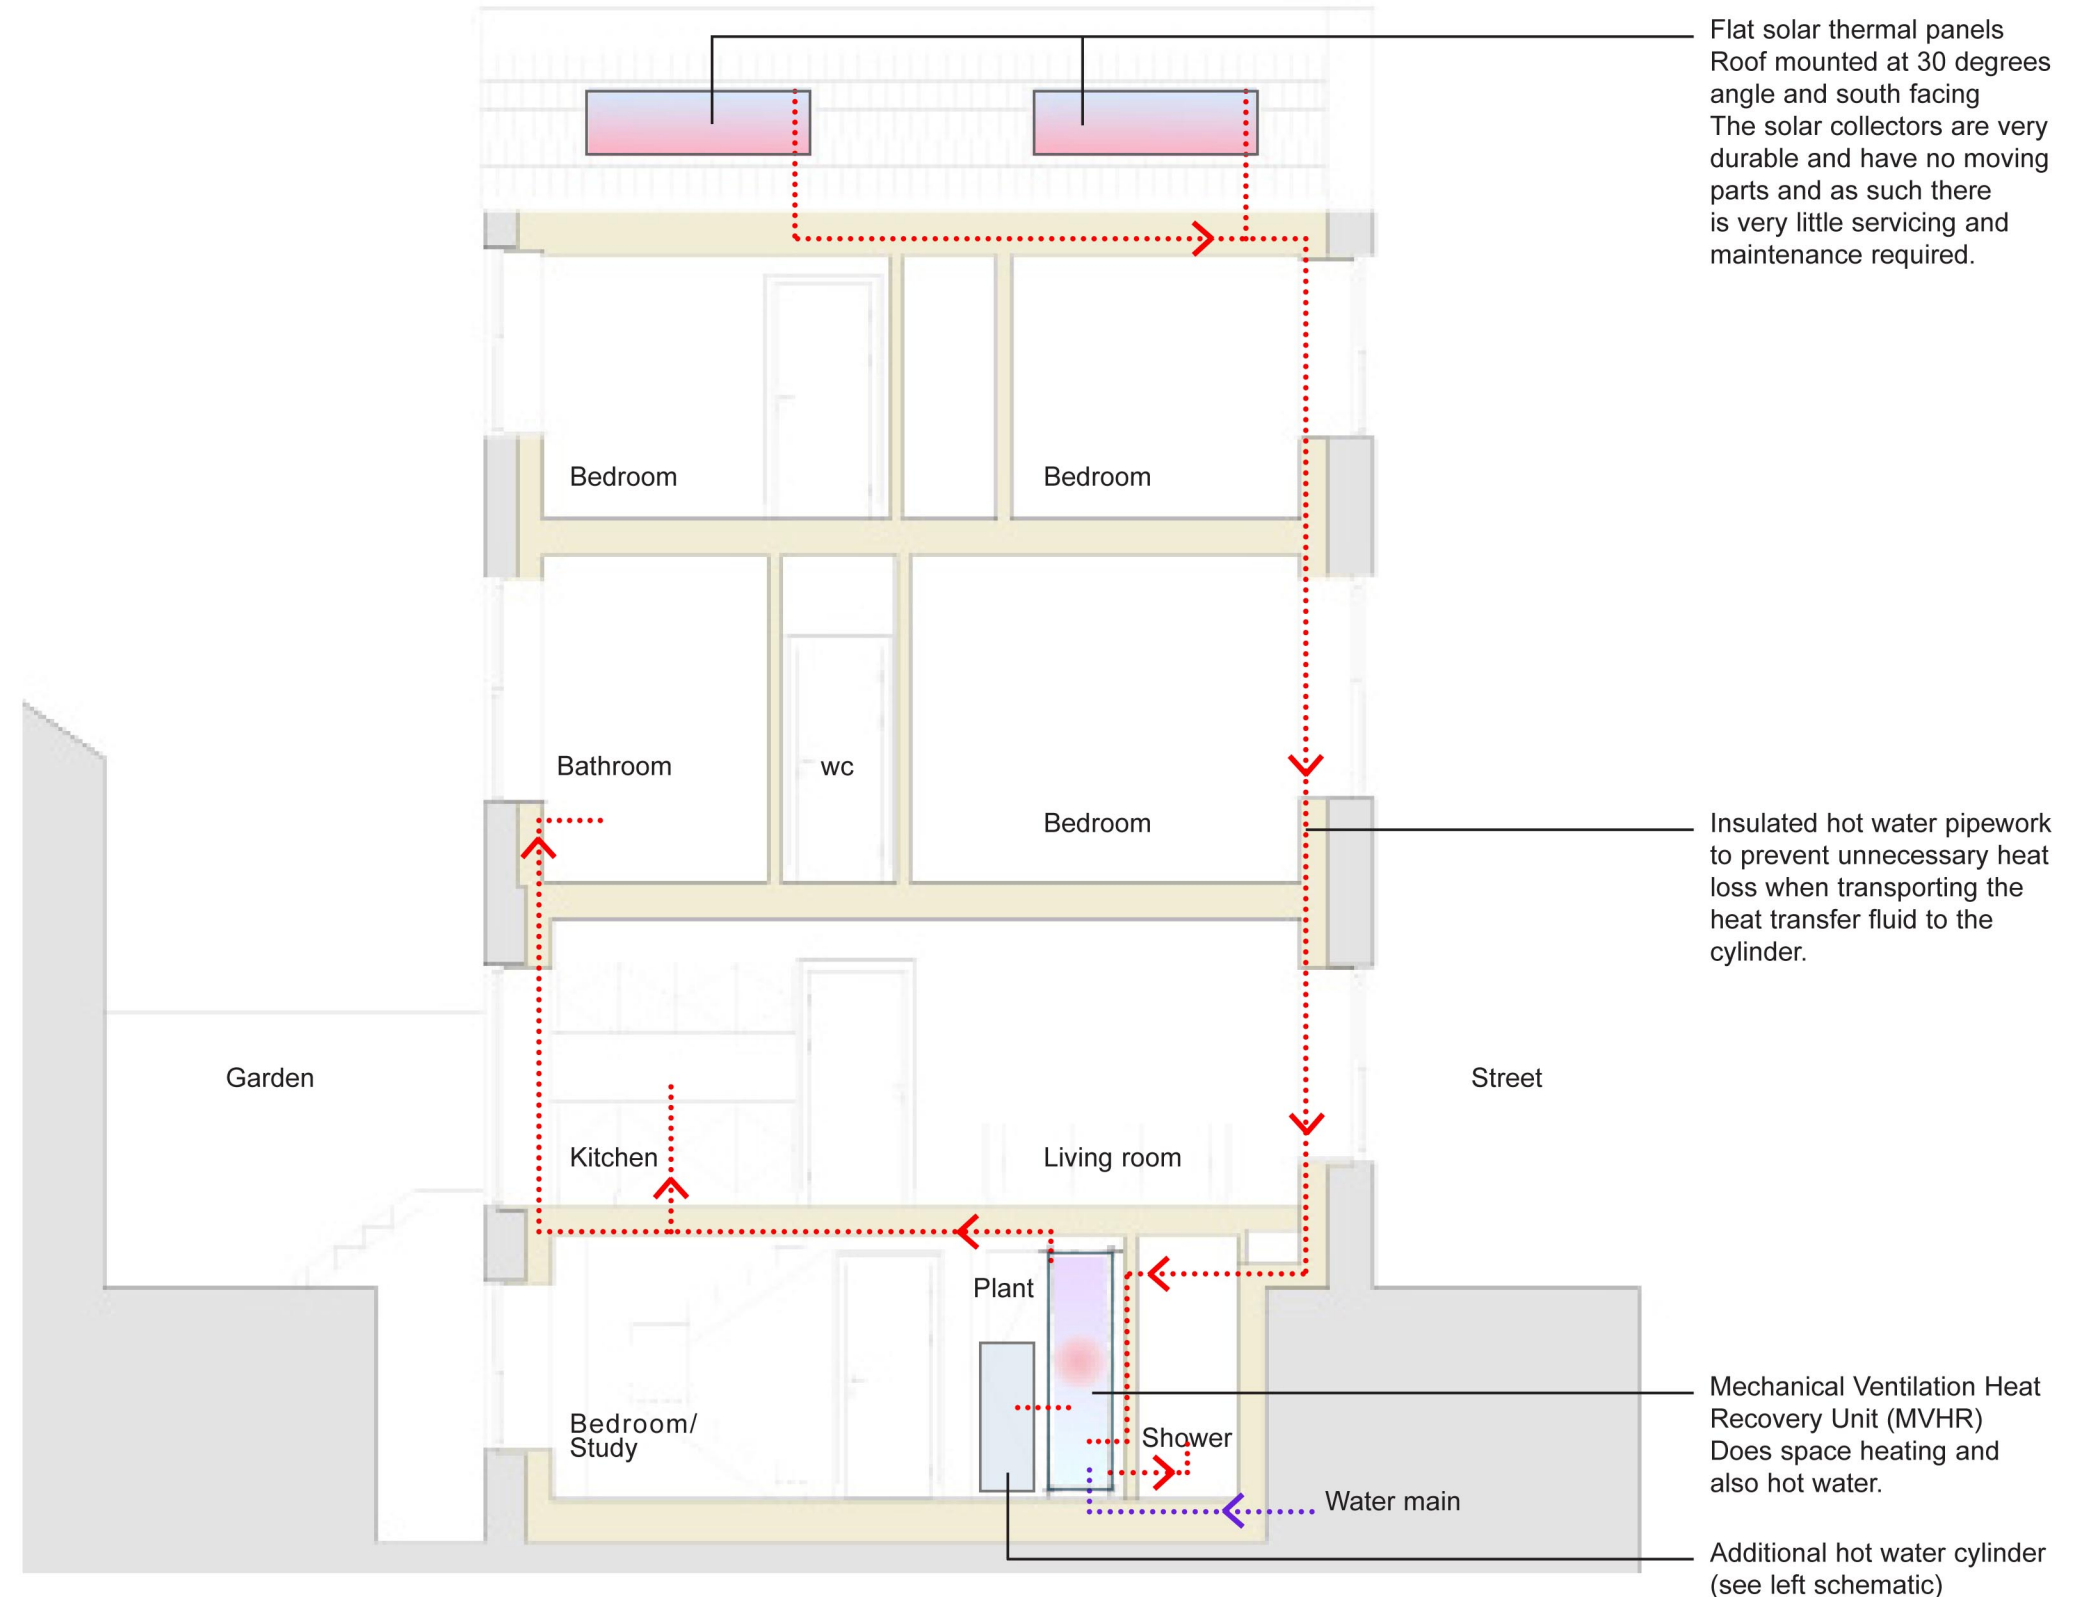 Flat solar thermal panels
Roof mounted at 30 degrees
angle and south facing
The solar collectors are very
durable and have no moving
parts and as such there
is very little servicing and
maintenance required.
Bedroom
Bedroom
Bathroom
wc
Bedroom
Insulated hot water pipework
to prevent unnecessary heat
loss when transporting the
heat transfer fluid to the
cylinder.
Garden
Street
Kitchen
Living room
Plant
Bedroom/
Study
Shower
Mechanical Ventilation Heat
Recovery Unit (MVHR)
Does space heating and
also hot water.
Water main
Additional hot water cylinder
(see left schematic)